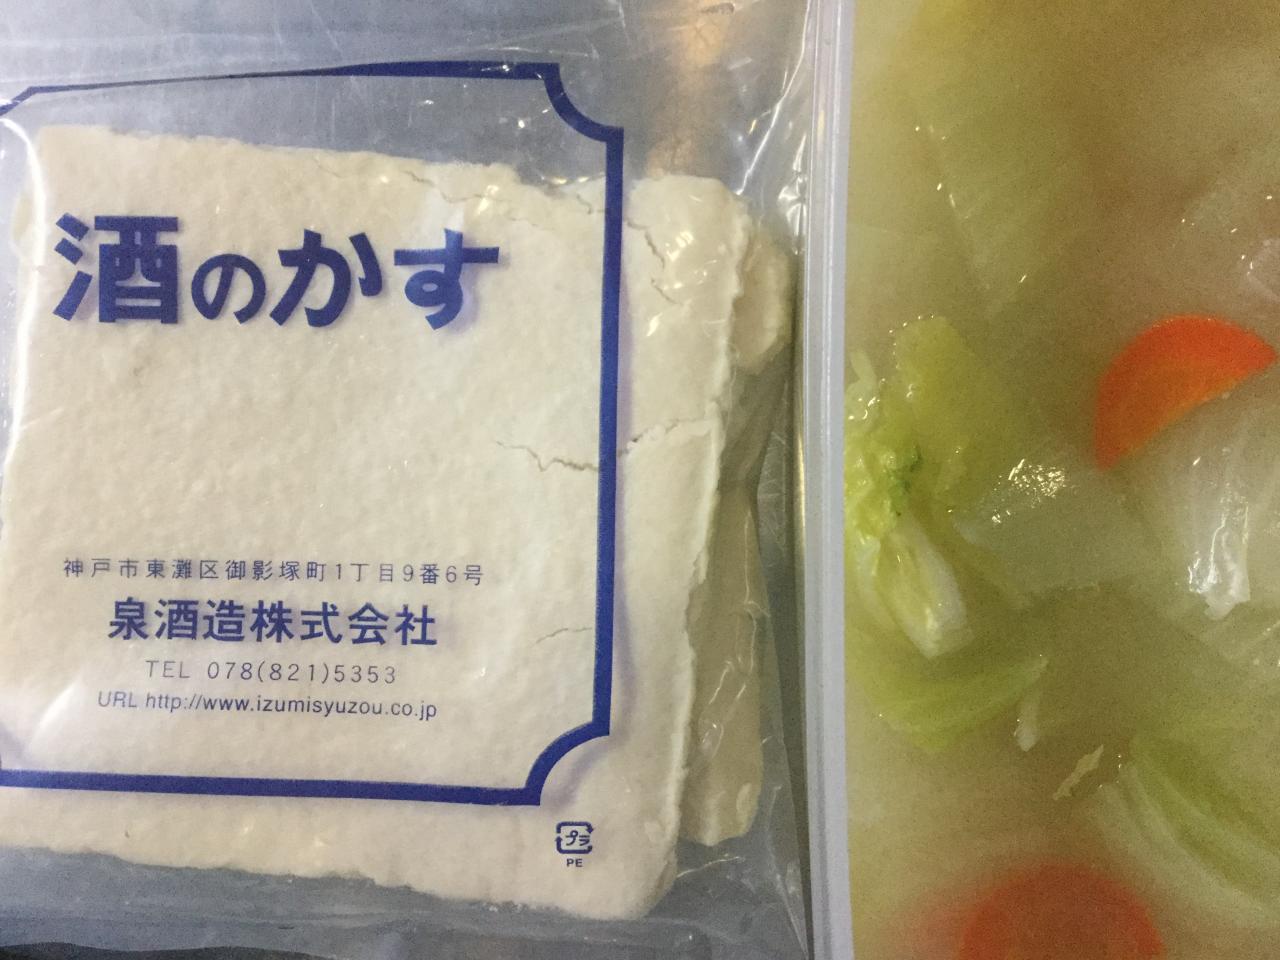 酒のかす
神戸市東灘区御影塚町1丁目9番6号
泉酒造株式会社
TEL 078(821)5353
URL http://www.izumisyuzou.co.jp
プラ
PE